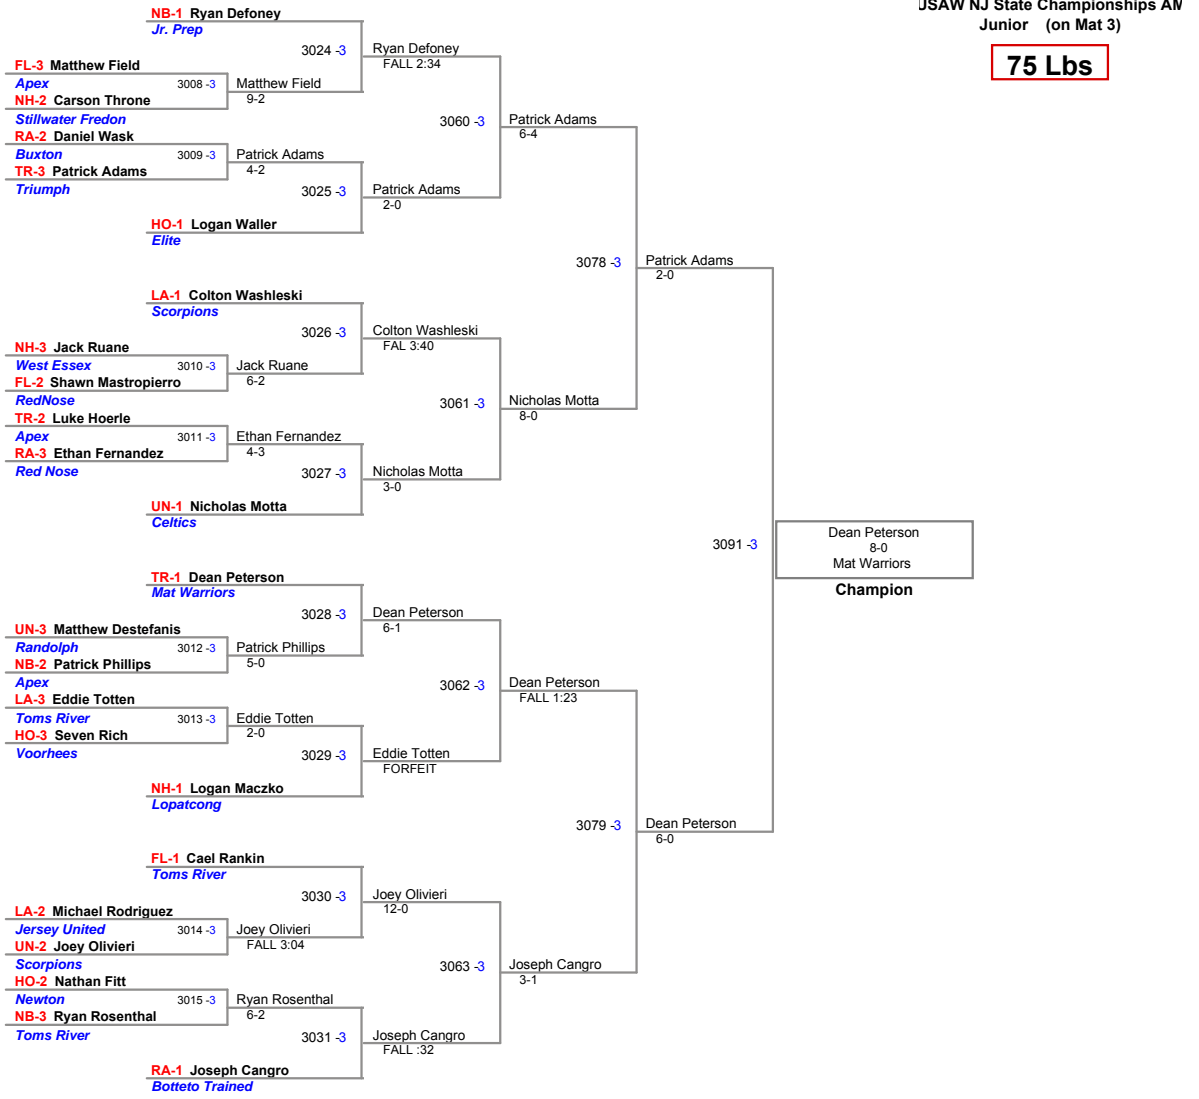 USAW NJ State Championships AM
Junior (on Mat 3)
75 Lbs
NB-1 Ryan Defoney
Jr. Prep
3024 -3
Ryan Defoney
FALL 2:34
FL-3 Matthew Field
Apex
3008 -3
Matthew Field
9-2
NH-2 Carson Throne
Stillwater Fredon
3060 -3
Patrick Adams
6-4
RA-2 Daniel Wask
Buxton
3009 -3
Patrick Adams
4-2
TR-3 Patrick Adams
Triumph
3025 -3
Patrick Adams
2-0
HO-1 Logan Waller
Elite
3078 -3
Patrick Adams
2-0
LA-1 Colton Washleski
Scorpions
3026 -3
Colton Washleski
FAL 3:40
NH-3 Jack Ruane
West Essex
3010 -3
Jack Ruane
6-2
FL-2 Shawn Mastropierro
RedNose
3061 -3
Nicholas Motta
8-0
TR-2 Luke Hoerle
Apex
3011 -3
Ethan Fernandez
4-3
RA-3 Ethan Fernandez
Red Nose
3027 -3
Nicholas Motta
3-0
UN-1 Nicholas Motta
Celtics
3091 -3
Dean Peterson
8-0
Mat Warriors
Champion
TR-1 Dean Peterson
Mat Warriors
3028 -3
Dean Peterson
6-1
UN-3 Matthew Destefanis
Randolph
3012 -3
Patrick Phillips
5-0
NB-2 Patrick Phillips
Apex
3062 -3
Dean Peterson
FALL 1:23
LA-3 Eddie Totten
Toms River
3013 -3
Eddie Totten
2-0
HO-3 Seven Rich
Voorhees
3029 -3
Eddie Totten
FORFEIT
NH-1 Logan Maczko
Lopatcong
3079 -3
Dean Peterson
6-0
FL-1 Cael Rankin
Toms River
3030 -3
Joey Olivieri
12-0
LA-2 Michael Rodriguez
Jersey United
3014 -3
Joey Olivieri
FALL 3:04
UN-2 Joey Olivieri
Scorpions
3063 -3
Joseph Cangro
3-1
HO-2 Nathan Fitt
Newton
3015 -3
Ryan Rosenthal
6-2
NB-3 Ryan Rosenthal
Toms River
3031 -3
Joseph Cangro
FALL :32
RA-1 Joseph Cangro
Botteto Trained